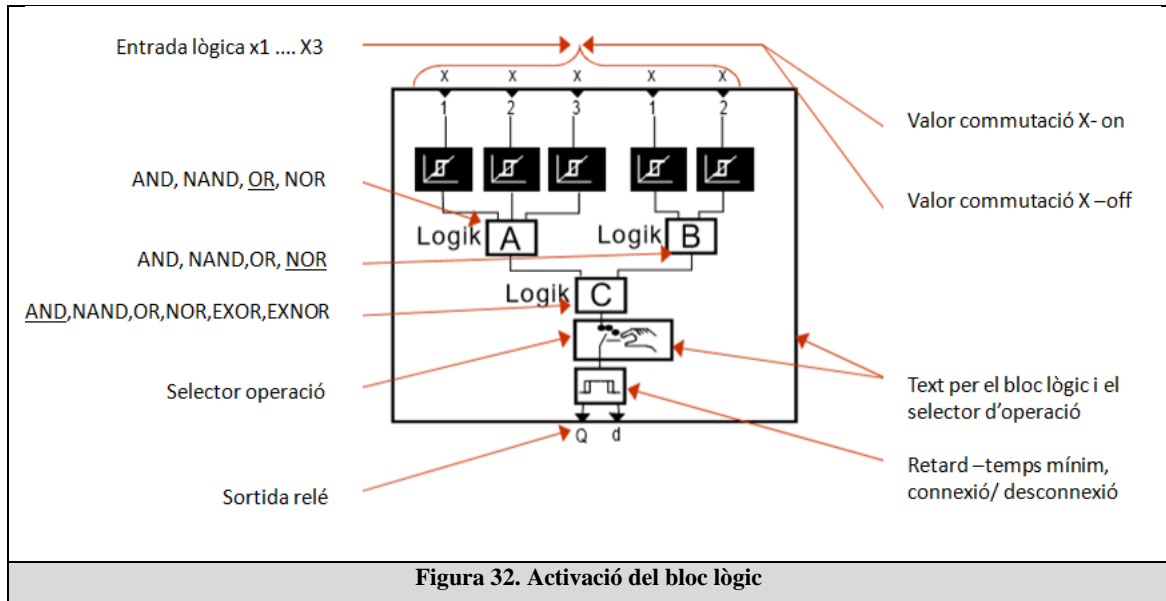 Entrada lògica x1 .... X3
X X X X X
1 2 3 1 2
Valor commutació X- on
AND, NAND, OR, NOR
Valor commutació X –off
Logik A
Logik B
AND, NAND,OR, NOR
Logik C
AND,NAND,OR,NOR,EXOR,EXNOR
Selector operació
Text per el bloc lògic i el
selector d’operació
Q d
Retard –temps mínim,
connexió/ desconnexió
Sortida relé
Figura 32. Activació del bloc lògic